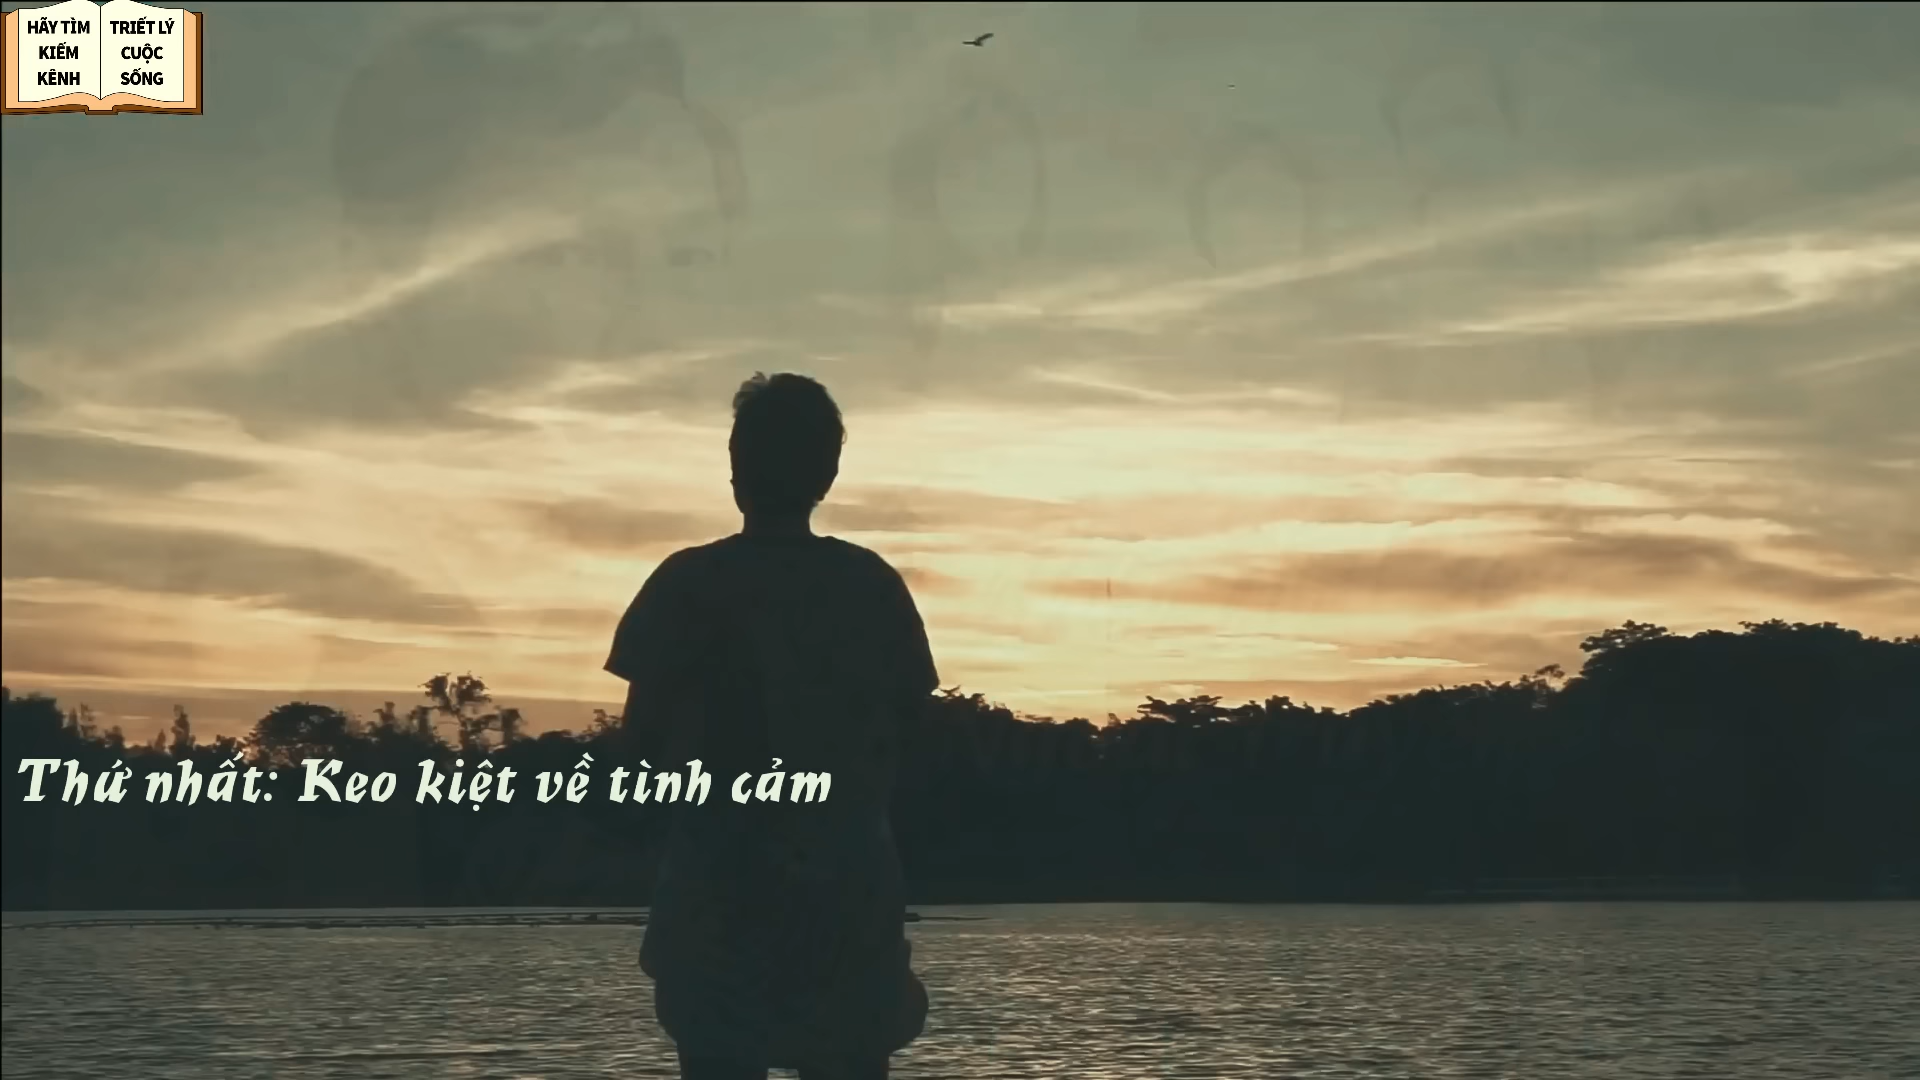 HÃY TÌM
KIẾM
KÊNH
TRIẾT LÝ
CUỘC
SỐNG
Thứ nhất: Keo kiệt về tình cảm